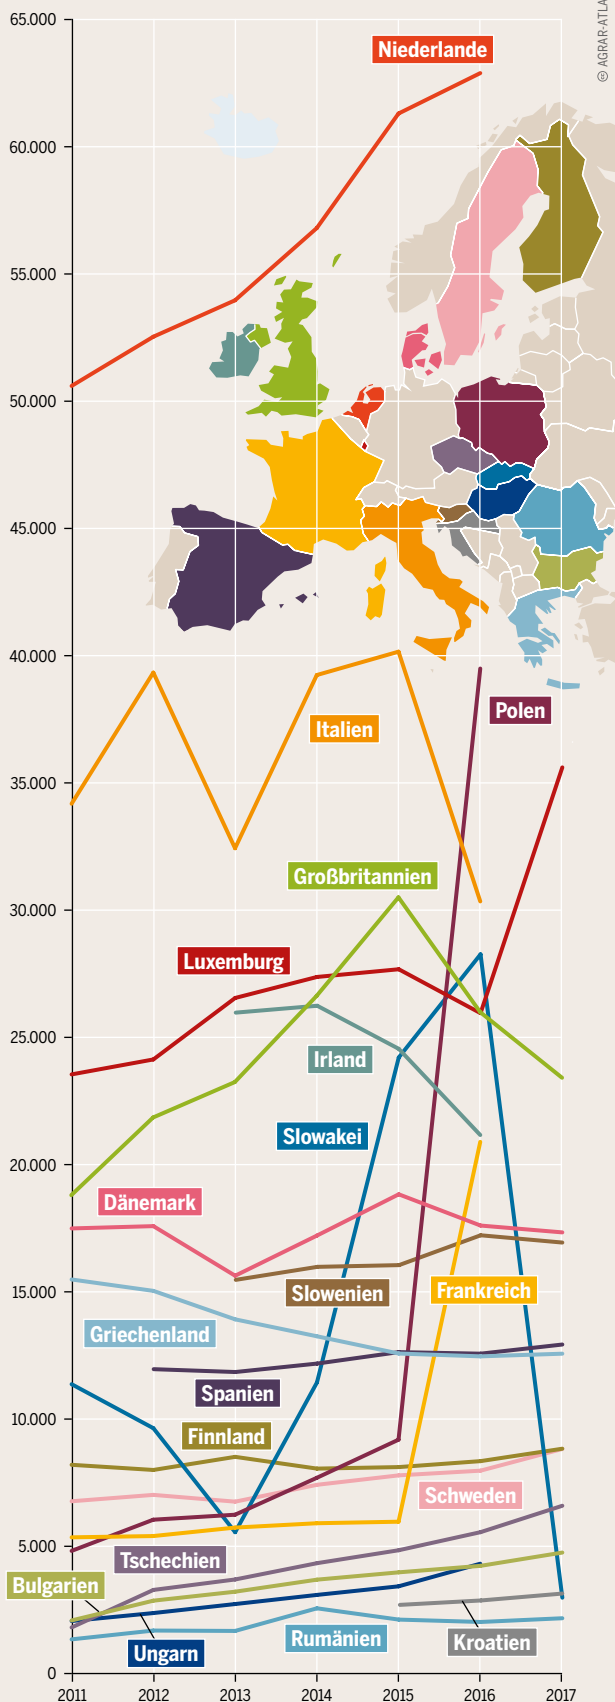 65.000
© AGRAR-ATLA
Niederlande
60.000
55.000
50.000
45.000
40.000
Polen
Italien
35.000
Großbritannien
30.000
Luxemburg
25.000
Irland
Slowakei
20.000
Dänemark
15.000
Slowenien
Frankreich
Griechenland
Spanien
10.000
Finnland
Schweden
5.000
Tschechien
Bulgarien
Rumänien
Kroatien
Ungarn
0
2011 2012 2013 2014 2015 2016 2017